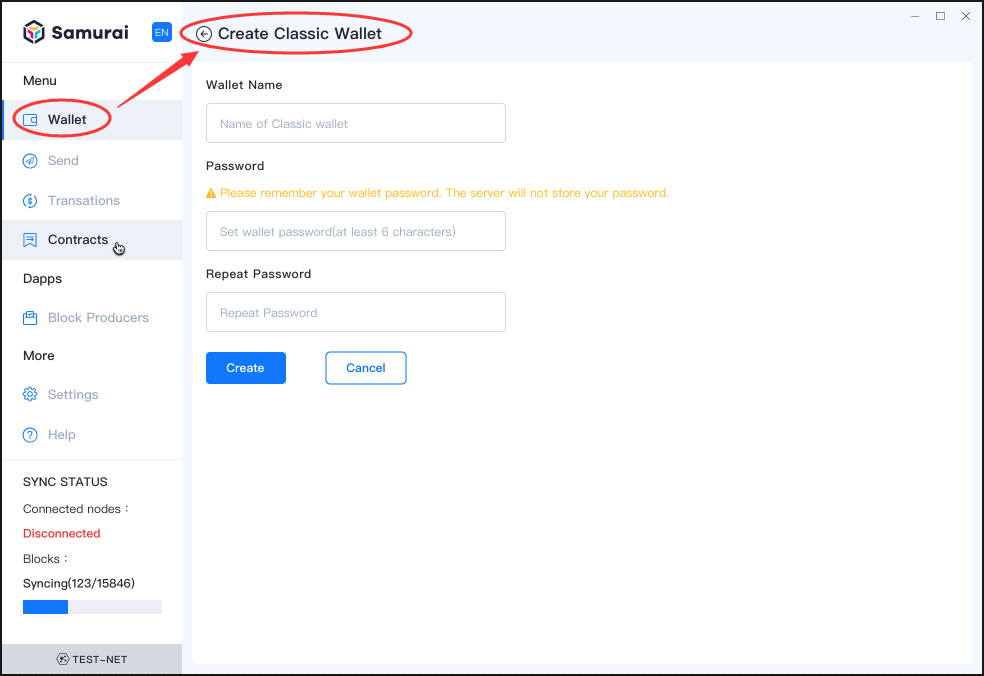 Samurai
EN
Create Classic Wallet
Menu
Wallet
Send
Transations
Contracts
Dapps
Block Producers
More
Settings
Help
SYNC STATUS
Connected nodes :
Disconnected
Blocks :
Syncing(123/15846)
TEST-NET
Wallet Name
Name of Classic wallet
Password
Please remember your wallet password. The server will not store your password.
Set wallet password(at least 6 characters)
Repeat Password
Repeat Password
Create
Cancel